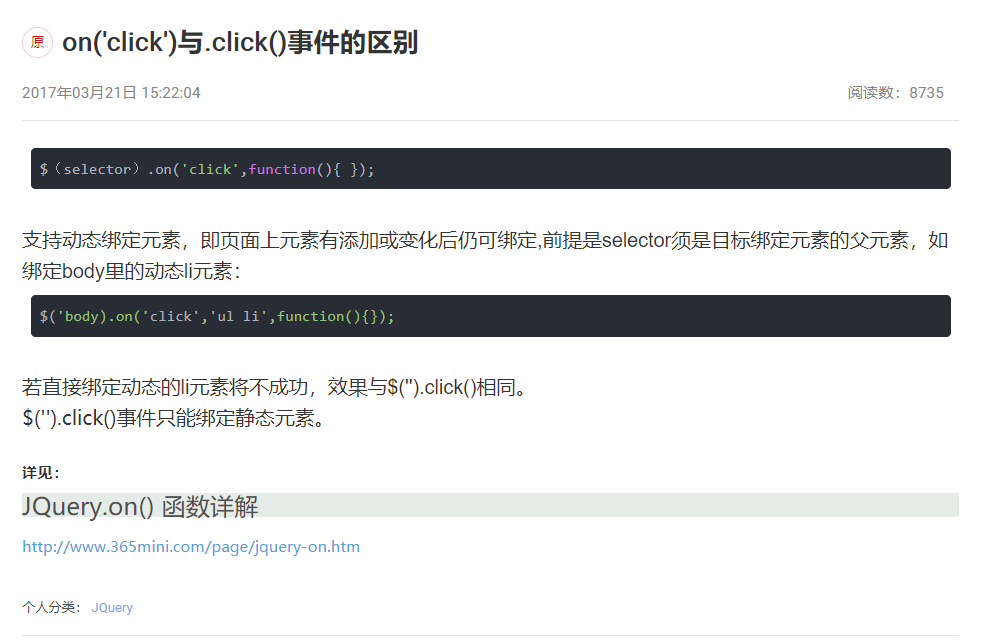 原 on('click')与.click()事件的区别
2017年03月21日 15:22:04 阅读数：8735
$（selector）.on('click',function(){ });
支持动态绑定元素，即页面上元素有添加或变化后仍可绑定,前提是selector须是目标绑定元素的父元素，如
绑定body里的动态li元素：
$('body).on('click','ul li',function(){});
若直接绑定动态的li元素将不成功，效果与$('').click()相同。
$('').click()事件只能绑定静态元素。
详见：
JQuery.on() 函数详解
http://www.365mini.com/page/jquery-on.htm
个人分类： JQuery